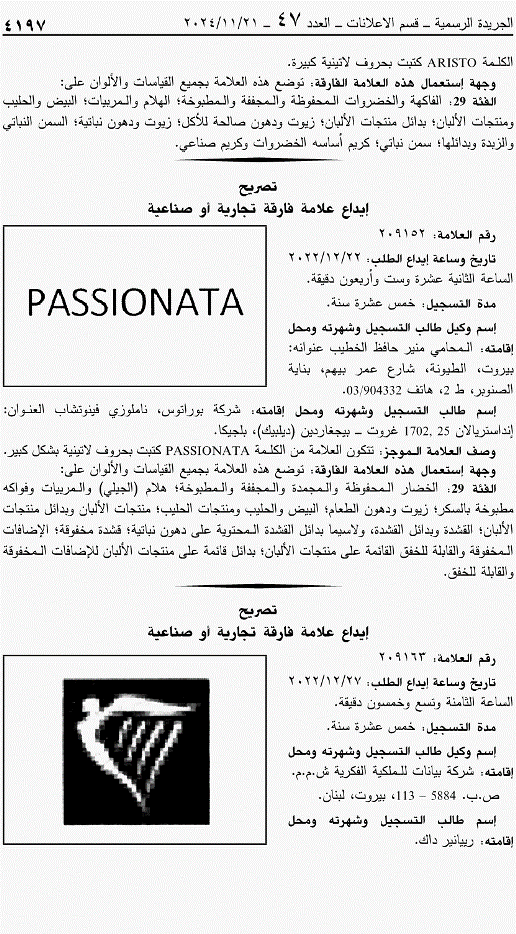 الجريدة الرسمية ــ قسم الاعلانات ــ العدد ٤٧ ــ ٢٠٢٤/١١/٢١
٤١٩٧
الكلمة ARISTO كتبت بحروف لاتينية كبيرة.
وجهة إستعمال هذه العلامة الفارقة: توضع هذه العلامة بجميع القياسات والألوان على:
الفئة 29: الفاكهة والخضروات المحفوظة والمجففة والمطبوخة؛ الهلام والمربيات؛ البيض والحليب
ومنتجات الألبان؛ بدائل منتجات الألبان؛ زيوت ودهون صالحة للأكل؛ زيوت ودهون نباتية؛ السمن النباتي
والزبدة وبدائلها؛ سمن نباتي؛ كريم أساسه الخضروات وكريم صناعي.
تصريح
إيداع علامة فارقة تجارية أو صناعية
رقم العلامة: ٢٠٩١٥٢
تاريخ وساعة إيداع الطلب: ٢٠٢٢/١٢/٢٢
الساعة الثانية عشرة وست وأربعون دقيقة.
مدة التسجيل: خمس عشرة سنة.
إسم وكيل طالب التسجيل وشهرته ومحل
إقامته: المحامي منير حافظ الخطيب عنوانه:
بيروت، الطيونة، شارع عمر بيهم، بناية
الصنوبر، ط 2، هاتف 03/904332.
PASSIONATA
إسم طالب التسجيل وشهرته ومحل إقامته: شركة بوراتوس، ناملوزي فينوتشاب العنوان:
إنداستريالان 25, 1702 غروت ــ بيجغاردين (ديلبيك)، بلجيكا.
وصف العلامة الموجز: تتكون العلامة من الكلمة PASSIONATA كتبت بحروف لاتينية بشكل كبير.
وجهة إستعمال هذه العلامة الفارقة: توضع هذه العلامة بجميع القياسات والألوان على:
الفئة 29: الخضار المحفوظة والمجمدة والمجففة والمطبوخة؛ هلام (الجيلي) والمربيات وفواكه
مطبوخة بالسكر؛ زيوت ودهون الطعام؛ البيض والحليب ومنتجات الحليب؛ منتجات الألبان وبدائل منتجات
الألبان؛ القشدة وبدائل القشدة، ولاسيما بدائل القشدة المحتوية على دهون نباتية؛ قشدة مخفوقة؛ الإضافات
المخفوقة والقابلة للخفق القائمة على منتجات الألبان؛ بدائل قائمة على منتجات الألبان للإضافات المخفوقة
والقابلة للخفق.
تصريح
إيداع علامة فارقة تجارية أو صناعية
رقم العلامة: ٢٠٩١٦٣
تاريخ وساعة إيداع الطلب: ٢٠٢٢/١٢/٢٧
الساعة الثامنة وتسع وخمسون دقيقة.
مدة التسجيل: خمس عشرة سنة.
إسم وكيل طالب التسجيل وشهرته ومحل
إقامته: شركة بيانات للملكية الفكرية ش.م.م.
ص.ب. 5884 – 113، بيروت، لبنان.
إسم طالب التسجيل وشهرته ومحل
إقامته: ريیانير داك.